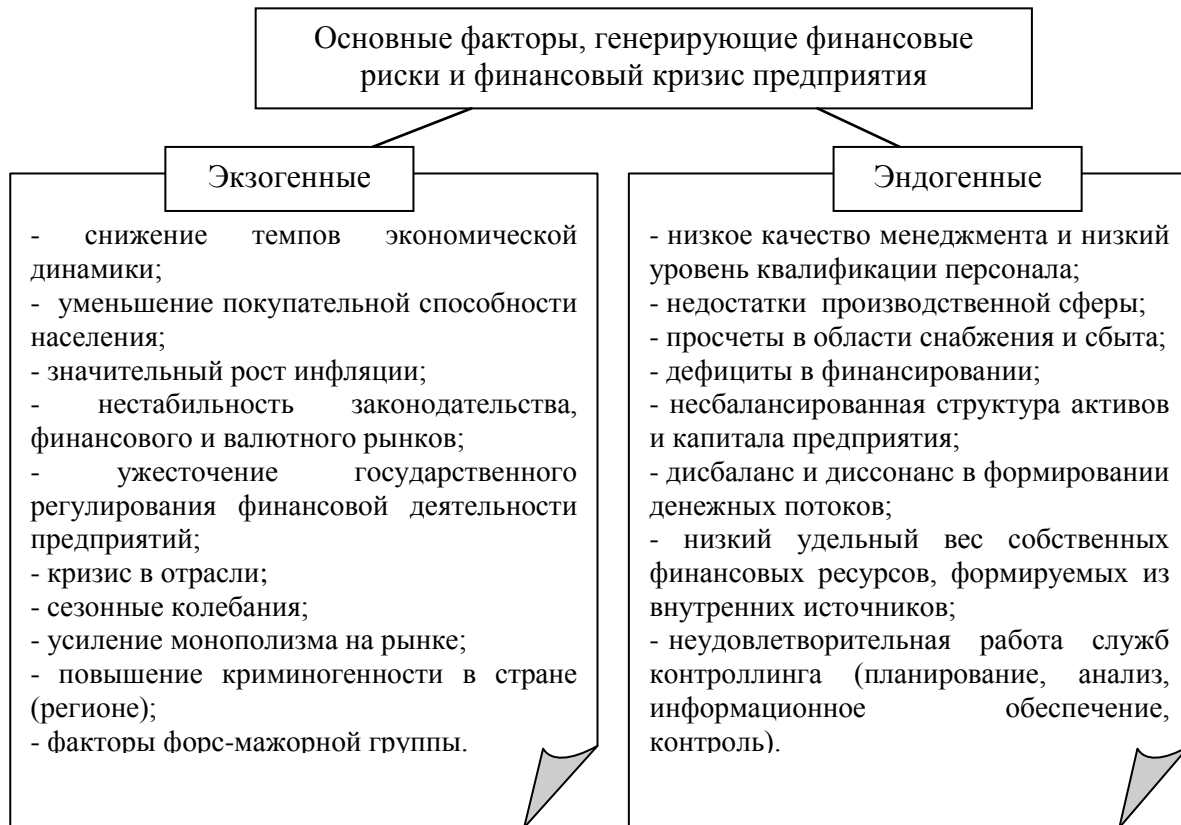 Основные факторы, генерирующие финансовые
риски и финансовый кризис предприятия
Экзогенные
- снижение темпов экономической
динамики;
- уменьшение покупательной способности
населения;
- значительный рост инфляции;
- нестабильность законодательства,
финансового и валютного рынков;
- ужесточение государственного
регулирования финансовой деятельности
предприятий;
- кризис в отрасли;
- сезонные колебания;
- усиление монополизма на рынке;
- повышение криминогенности в стране
(регионе);
- факторы форс-мажорной группы.
Эндогенные
- низкое качество менеджмента и низкий
уровень квалификации персонала;
- недостатки производственной сферы;
- просчеты в области снабжения и сбыта;
- дефициты в финансировании;
- несбалансированная структура активов
и капитала предприятия;
- дисбаланс и диссонанс в формировании
денежных потоков;
- низкий удельный вес собственных
финансовых ресурсов, формируемых из
внутренних источников;
- неудовлетворительная работа служб
контроллинга (планирование, анализ,
информационное обеспечение,
контроль).